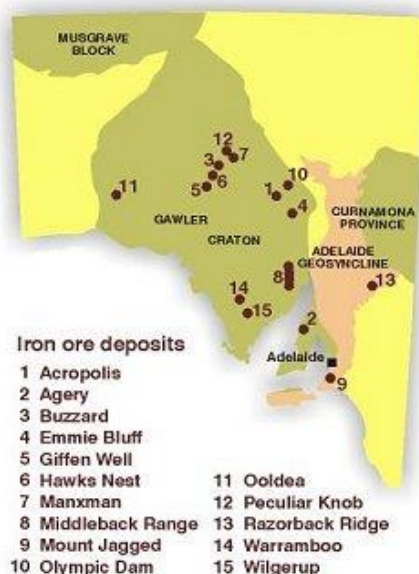 MUSGRAVE
BLOCK
12
3
7
6
5
10
1
4
11
GAWLER
CRATON
CURNAMONA
PROVINCE
ADELAIDE
GEOSYNCLINE
8
13
14
15
2
Adelaide
9
Iron ore deposits
1 Acropolis
2 Agery
3 Buzzard
4 Emmie Bluff
5 Giffen Well
6 Hawks Nest
7 Manxman
8 Middleback Range
9 Mount Jagged
10 Olympic Dam
11 Ooldea
12 Peculiar Knob
13 Razorback Ridge
14 Warramboo
15 Wilgerup